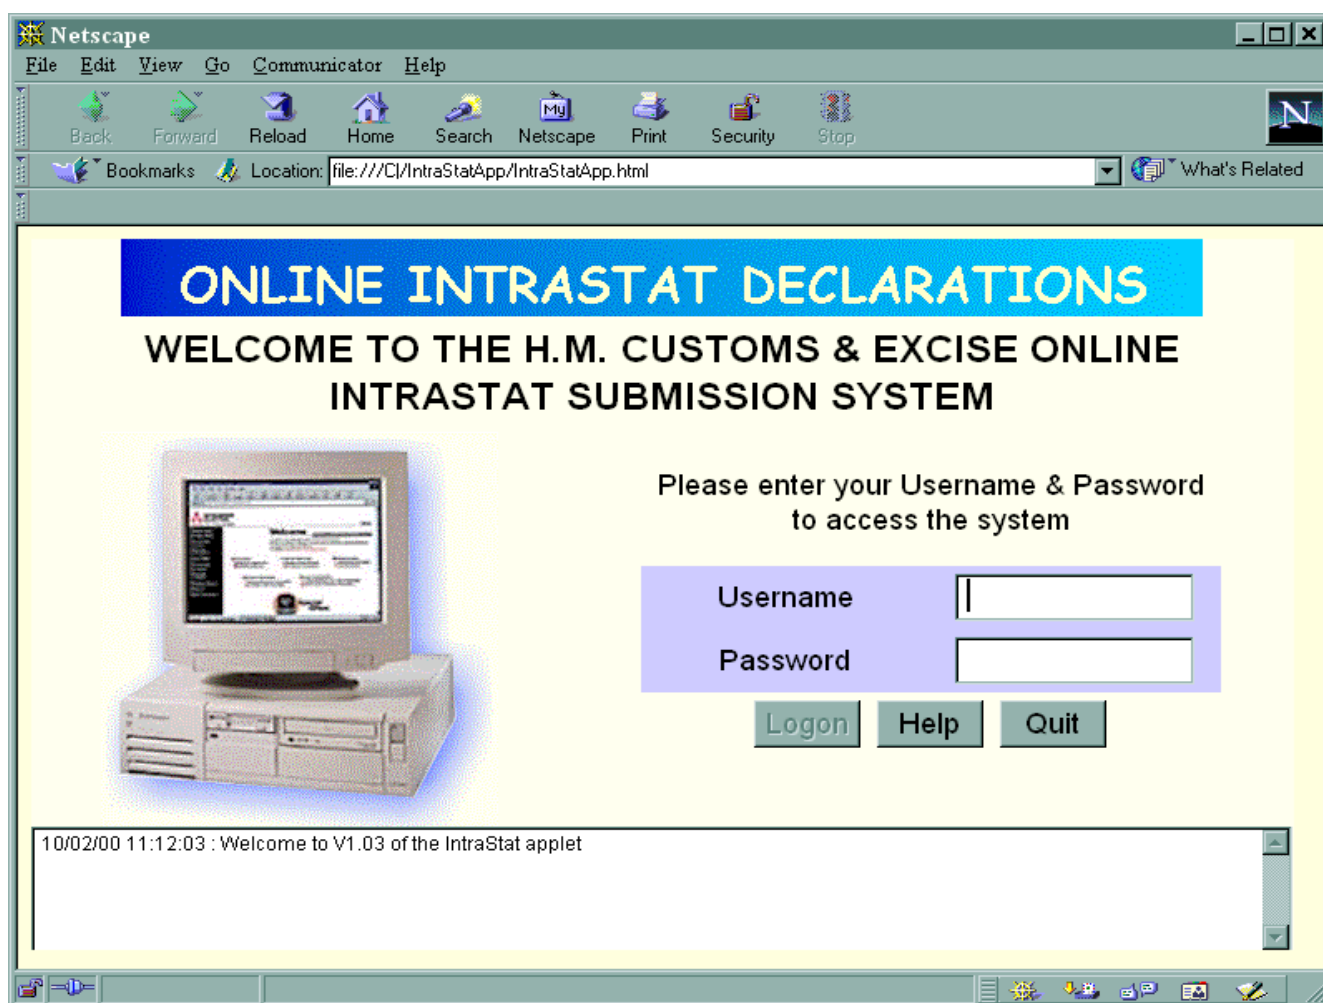 Netscape
File Edit View Go Communicator Help
My
Back Forward Reload Home Search Netscape Print Security Stop
N
Bookmarks Location: file:///C|/IntraStatApp/IntraStatApp.html What's Related
ONLINE INTRASTAT DECLARATIONS
WELCOME TO THE H.M. CUSTOMS & EXCISE ONLINE
INTRASTAT SUBMISSION SYSTEM
Please enter your Username & Password
to access the system
Username
Password
Logon Help Quit
10/02/00 11:12:03 : Welcome to V1.03 of the IntraStat applet